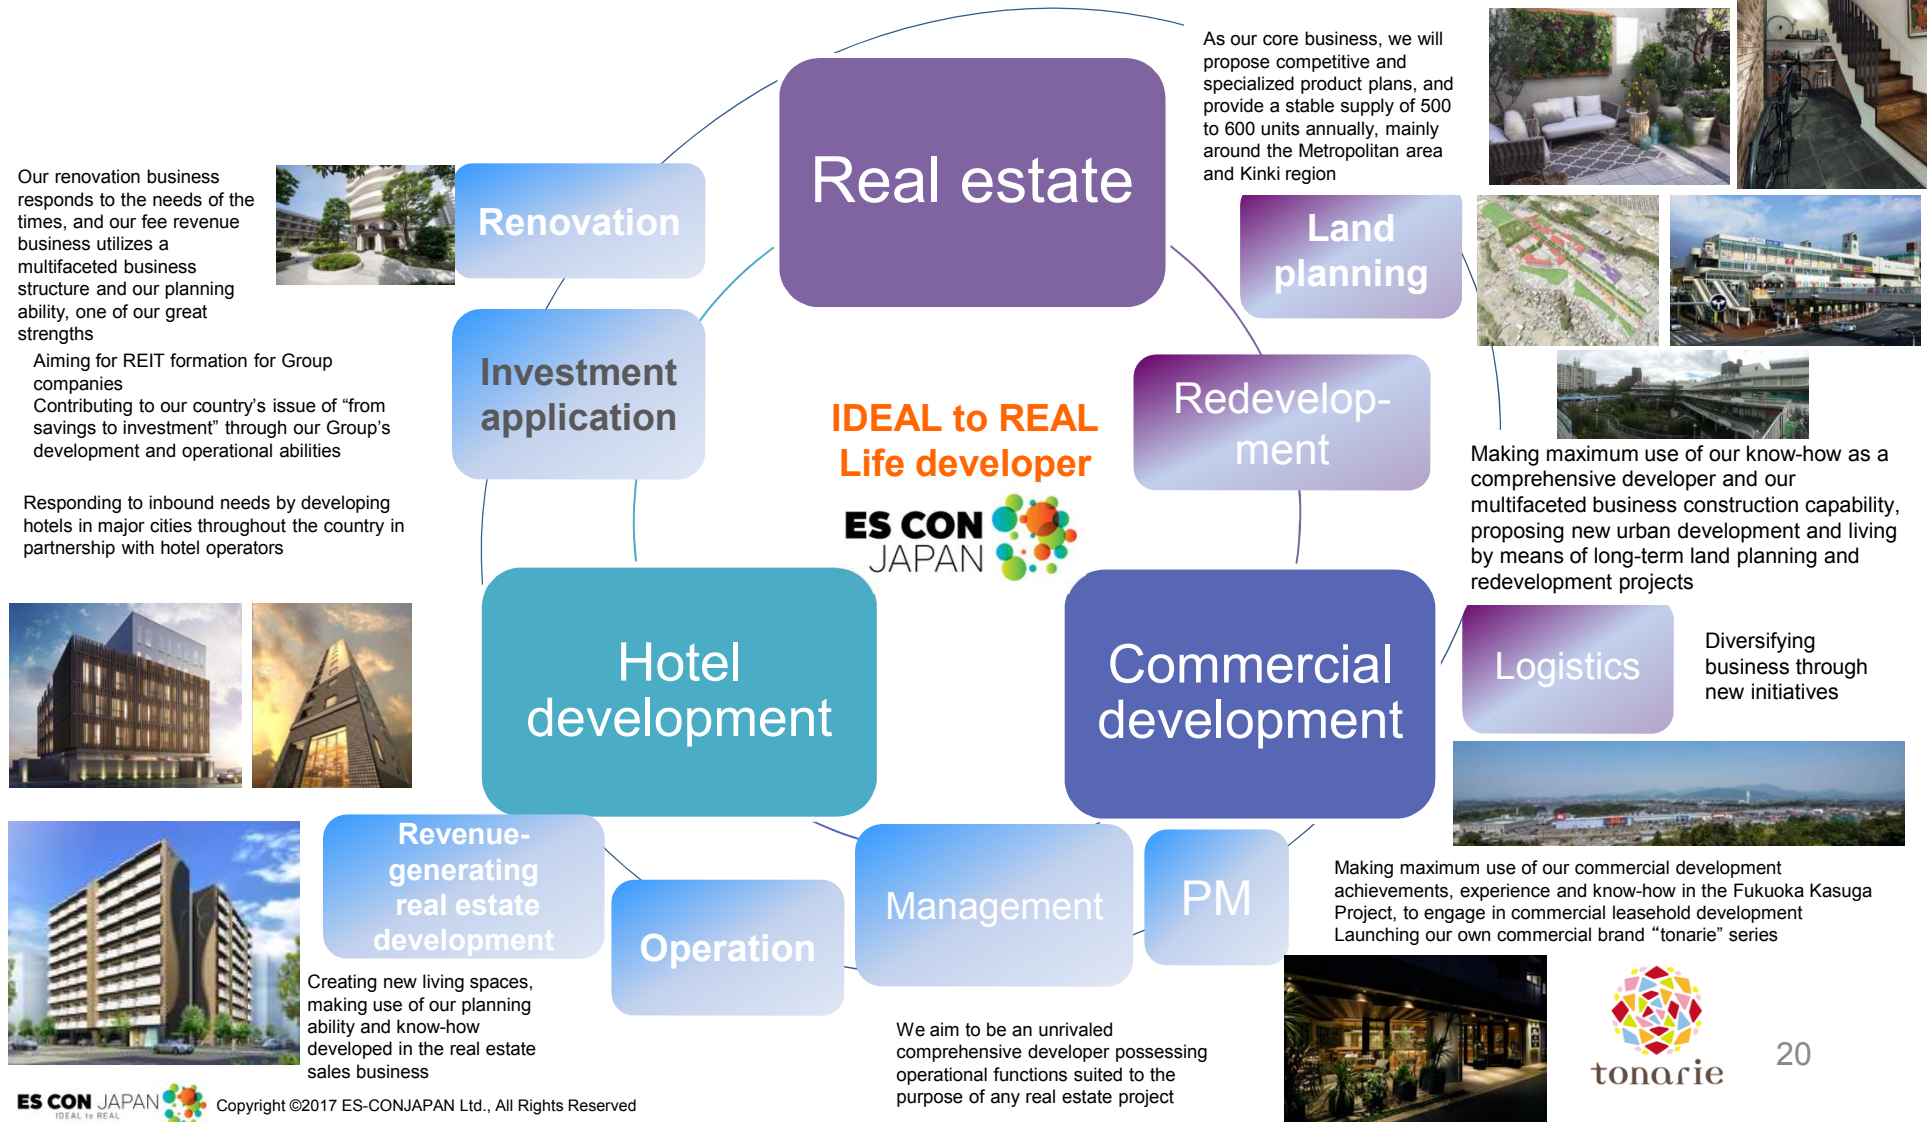 Real estate
As our core business, we will
propose competitive and
specialized product plans, and
provide a stable supply of 500
to 600 units annually, mainly
around the Metropolitan area
and Kinki region
Our renovation business
responds to the needs of the
times, and our fee revenue
business utilizes a
multifaceted business
structure and our planning
ability, one of our great
strengths
Renovation
Land
planning
Aiming for REIT formation for Group
companies
Contributing to our country's issue of “from
savings to investment” through our Group's
development and operational abilities
Investment
application
IDEAL to REAL
Life developer
ES CON
JAPAN
Redevelop-
ment
Making maximum use of our know-how as a
comprehensive developer and our
multifaceted business construction capability,
proposing new urban development and living
by means of long-term land planning and
redevelopment projects
Responding to inbound needs by developing
hotels in major cities throughout the country in
partnership with hotel operators
Hotel
development
Commercial
development
Logistics
Diversifying
business through
new initiatives
Revenue-
generating
real estate
development
Operation
Management
PM
Making maximum use of our commercial development
achievements, experience and know-how in the Fukuoka Kasuga
Project, to engage in commercial leasehold development
Launching our own commercial brand “tonarie” series
Creating new living spaces,
making use of our planning
ability and know-how
developed in the real estate
sales business
We aim to be an unrivaled
comprehensive developer possessing
operational functions suited to the
purpose of any real estate project
tonarie
20
ES CON JAPAN
IDEAL to REAL
Copyright ©2017 ES-CONJAPAN Ltd., All Rights Reserved